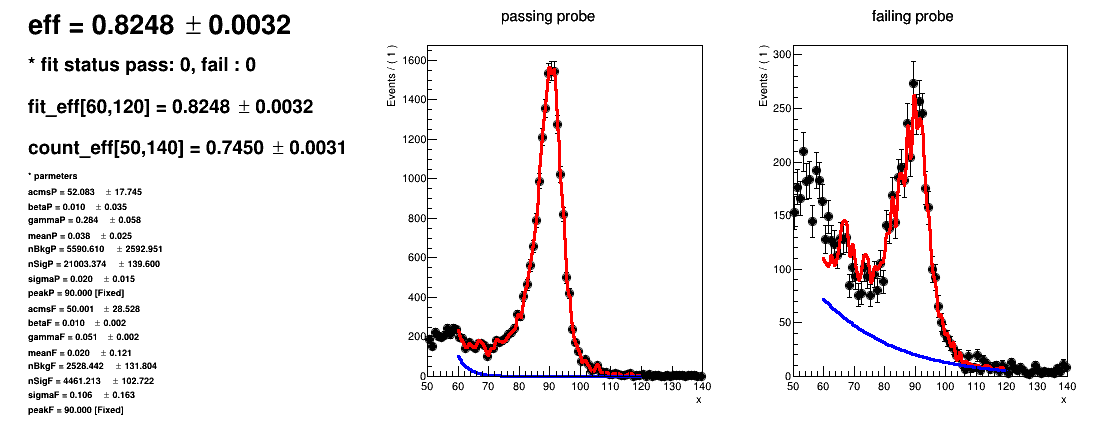 eff = 0.8248 ± 0.0032
* fit status pass: 0, fail : 0
fit_eff[60,120] = 0.8248 ± 0.0032
count_eff[50,140] = 0.7450 ± 0.0031
* parmeters
acmsP = 52.083 ± 17.745
betaP = 0.010 ± 0.035
gammaP = 0.284 ± 0.058
meanP = 0.038 ± 0.025
nBkgP = 5590.610 ± 2592.951
nSigP = 21003.374 ± 139.600
sigmaP = 0.020 ± 0.015
peakP = 90.000 [Fixed]
acmsF = 50.001 ± 28.528
betaF = 0.010 ± 0.002
gammaF = 0.051 ± 0.002
meanF = 0.020 ± 0.121
nBkgF = 2528.442 ± 131.804
nSigF = 4461.213 ± 102.722
sigmaF = 0.106 ± 0.163
peakF = 90.000 [Fixed]
passing probe
Events / ( 1 )
1600
1400
1200
1000
800
600
400
200
0
50 60 70 80 90 100 110 120 130 140
x
failing probe
Events / ( 1 )
300
250
200
150
100
50
0
50 60 70 80 90 100 110 120 130 140
x